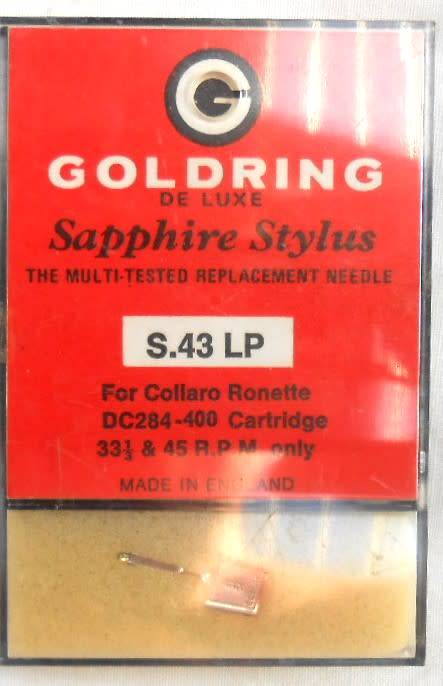 GOLDRING
DE LUXE
Sapphire Stylus
THE MULTI-TESTED REPLACEMENT NEEDLE
S.43 LP
For Collaro Ronette
DC284-400 Cartridge
33⅓ & 45 R.P.M. only
MADE IN ENGLAND